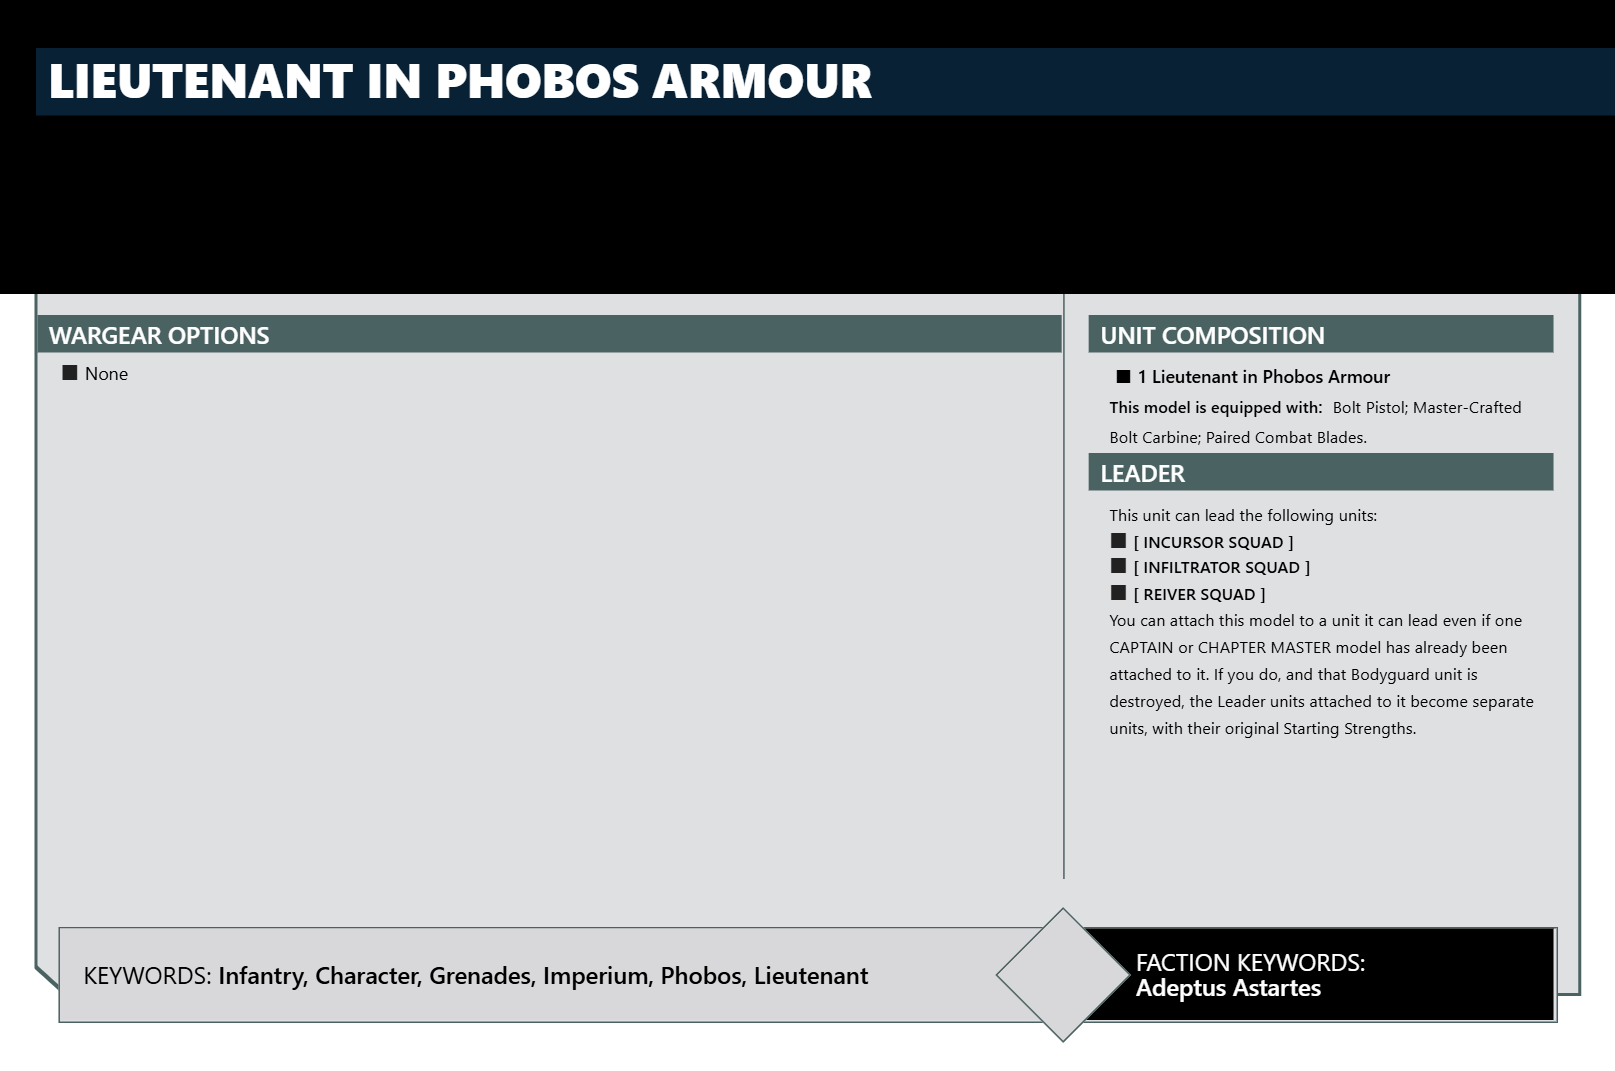 LIEUTENANT IN PHOBOS ARMOUR
WARGEAR OPTIONS
■ None
UNIT COMPOSITION
■ 1 Lieutenant in Phobos Armour
This model is equipped with: Bolt Pistol; Master-Crafted
Bolt Carbine; Paired Combat Blades.
LEADER
This unit can lead the following units:
■ [ INCURSOR SQUAD ]
■ [ INFILTRATOR SQUAD ]
■ [ REIVER SQUAD ]
You can attach this model to a unit it can lead even if one
CAPTAIN or CHAPTER MASTER model has already been
attached to it. If you do, and that Bodyguard unit is
destroyed, the Leader units attached to it become separate
units, with their original Starting Strengths.
KEYWORDS: Infantry, Character, Grenades, Imperium, Phobos, Lieutenant
FACTION KEYWORDS:
Adeptus Astartes